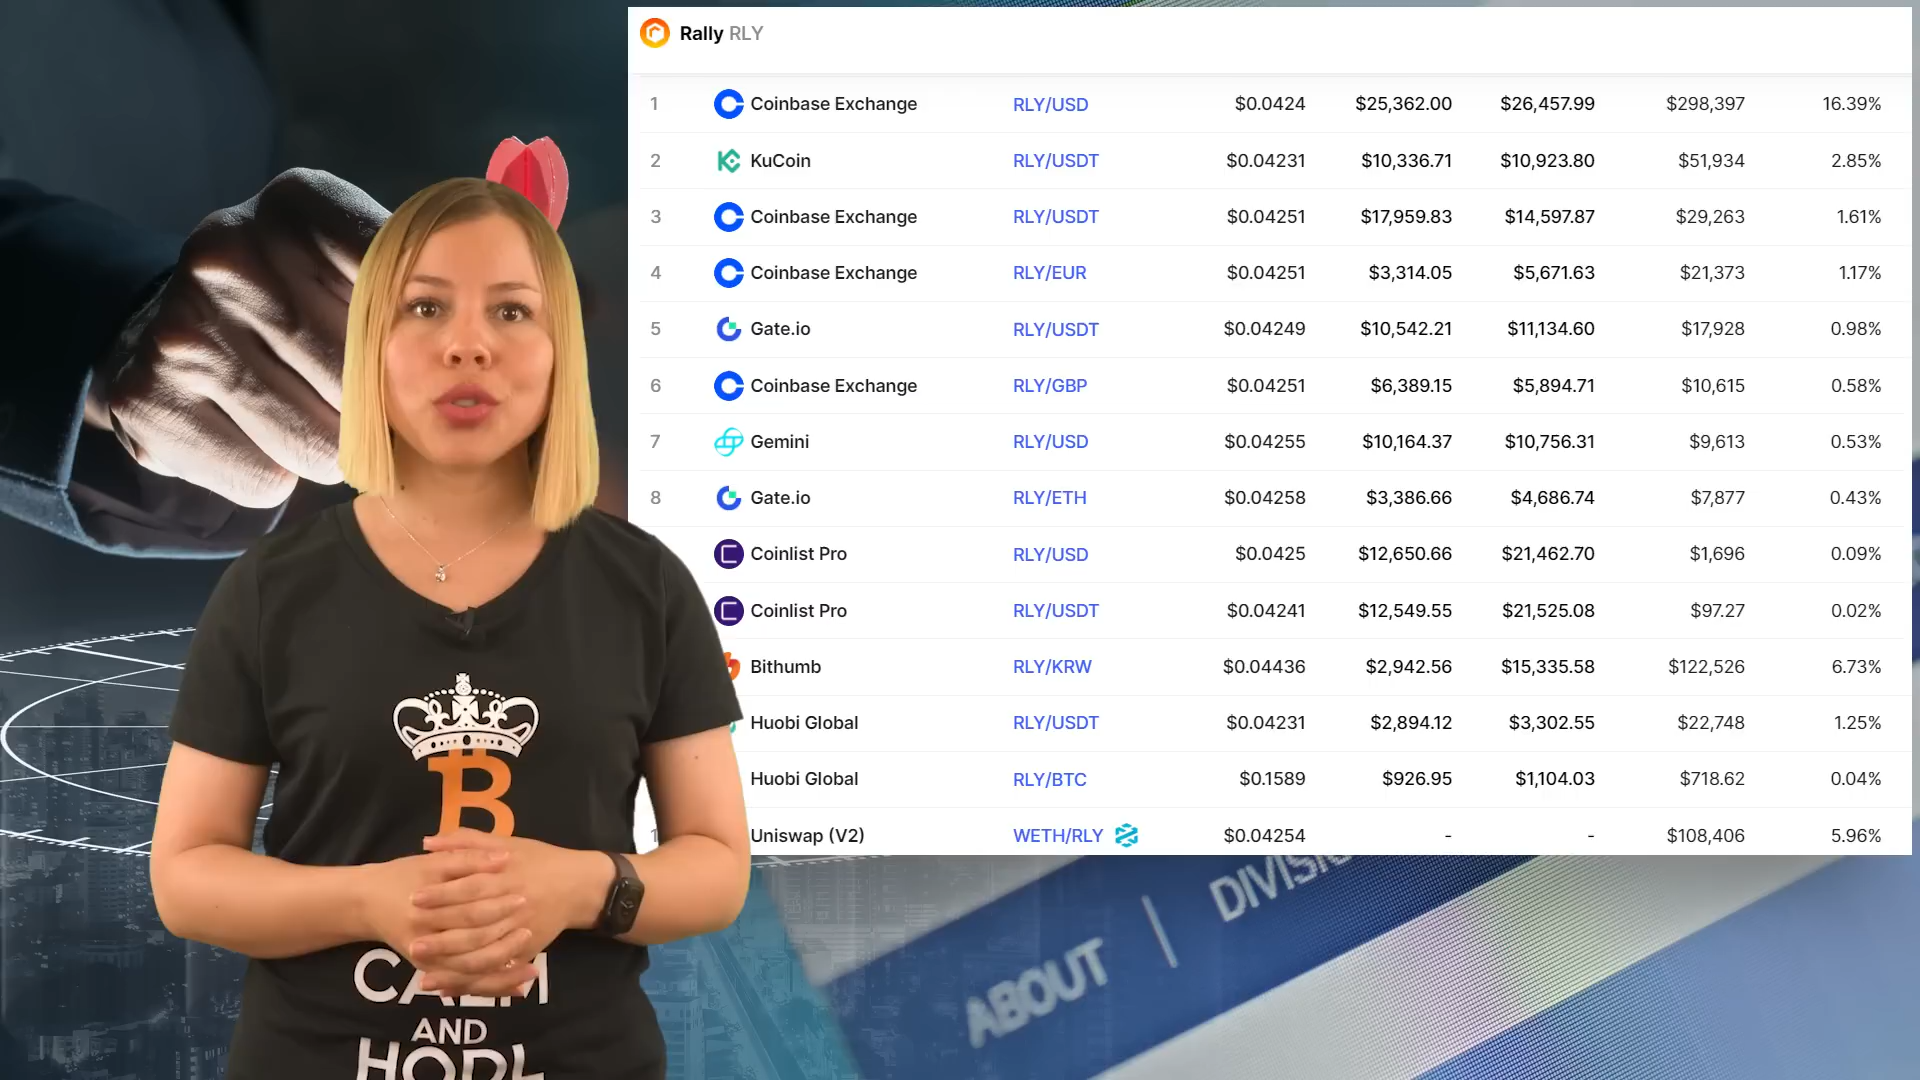 Rally RLY
1 Coinbase Exchange RLY/USD $0.0424 $25,362.00 $26,457.99 $298,397 16.39%
2 KuCoin RLY/USDT $0.04231 $10,336.71 $10,923.80 $51,934 2.85%
3 Coinbase Exchange RLY/USDT $0.04251 $17,959.83 $14,597.87 $29,263 1.61%
4 Coinbase Exchange RLY/EUR $0.04251 $3,314.05 $5,671.63 $21,373 1.17%
5 Gate.io RLY/USDT $0.04249 $10,542.21 $11,134.60 $17,928 0.98%
6 Coinbase Exchange RLY/GBP $0.04251 $6,389.15 $5,894.71 $10,615 0.58%
7 Gemini RLY/USD $0.04255 $10,164.37 $10,756.31 $9,613 0.53%
8 Gate.io RLY/ETH $0.04258 $3,386.66 $4,686.74 $7,877 0.43%
Coinlist Pro RLY/USD $0.0425 $12,650.66 $21,462.70 $1,696 0.09%
Coinlist Pro RLY/USDT $0.04241 $12,549.55 $21,525.08 $97.27 0.02%
Bithumb RLY/KRW $0.04436 $2,942.56 $15,335.58 $122,526 6.73%
Huobi Global RLY/USDT $0.04231 $2,894.12 $3,302.55 $22,748 1.25%
Huobi Global RLY/BTC $0.1589 $926.95 $1,104.03 $718.62 0.04%
Uniswap (V2) WETH/RLY $0.04254 - - $108,406 5.96%
CALM
AND
HODL
ABOUT |